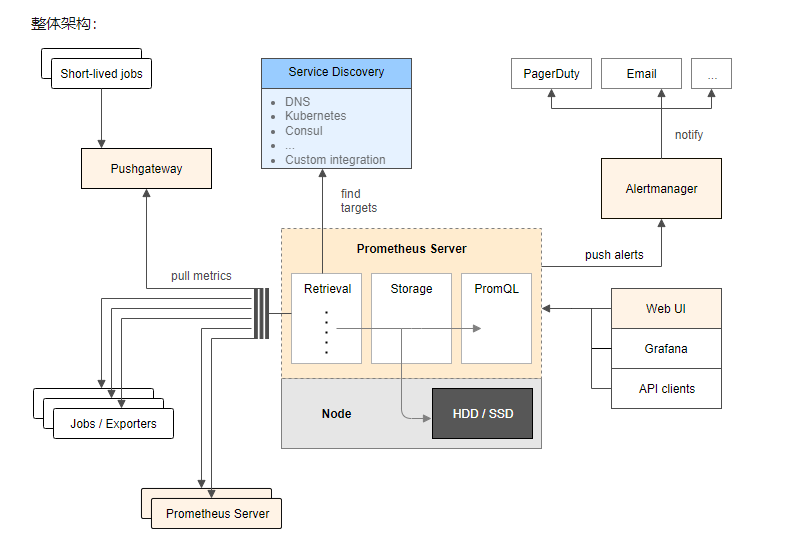 整体架构：
Short-lived jobs
Service Discovery
DNS
Kubernetes
Consul
...
Custom integration
PagerDuty
Email
...
notify
Pushgateway
Alertmanager
find
targets
pull metrics
Prometheus Server
push alerts
Retrieval
Storage
PromQL
Web UI
Grafana
API clients
Node
HDD / SSD
Jobs / Exporters
Prometheus Server